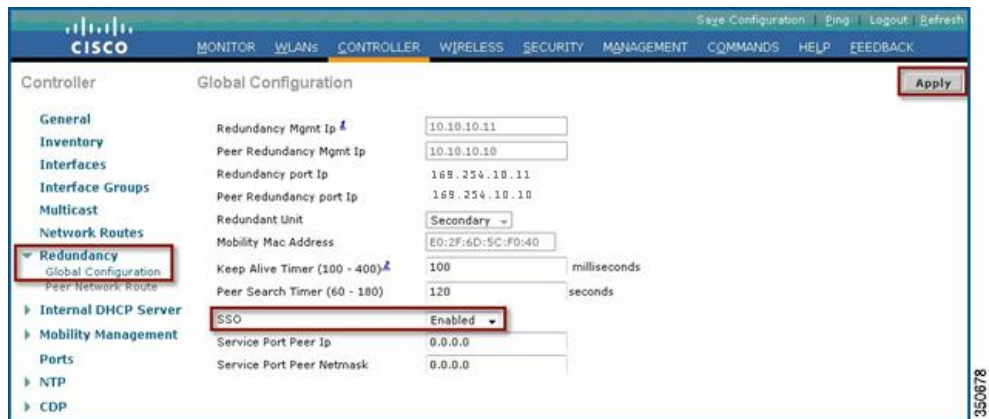 Save Configuration | Ping | Logout | Refresh
CISCO
MONITOR WLANs CONTROLLER WIRELESS SECURITY MANAGEMENT COMMANDS HELP FEEDBACK
Controller
Global Configuration
Apply
General
Inventory
Interfaces
Interface Groups
Multicast
Network Routes
Redundancy
Global Configuration
Peer Network Route
Internal DHCP Server
Mobility Management
Ports
NTP
CDP
Redundancy Mgmt Ip 1 10.10.10.11
Peer Redundancy Mgmt Ip 10.10.10.10
Redundancy port Ip 169.254.10.11
Peer Redundancy port Ip 169.254.10.10
Redundant Unit Secondary
Mobility Mac Address E0:2F:6D:5C:F0:40
Keep Alive Timer (100 - 400) 2 100 milliseconds
Peer Search Timer (60 - 180) 120 seconds
SSO Enabled
Service Port Peer Ip 0.0.0.0
Service Port Peer Netmask 0.0.0.0
350678